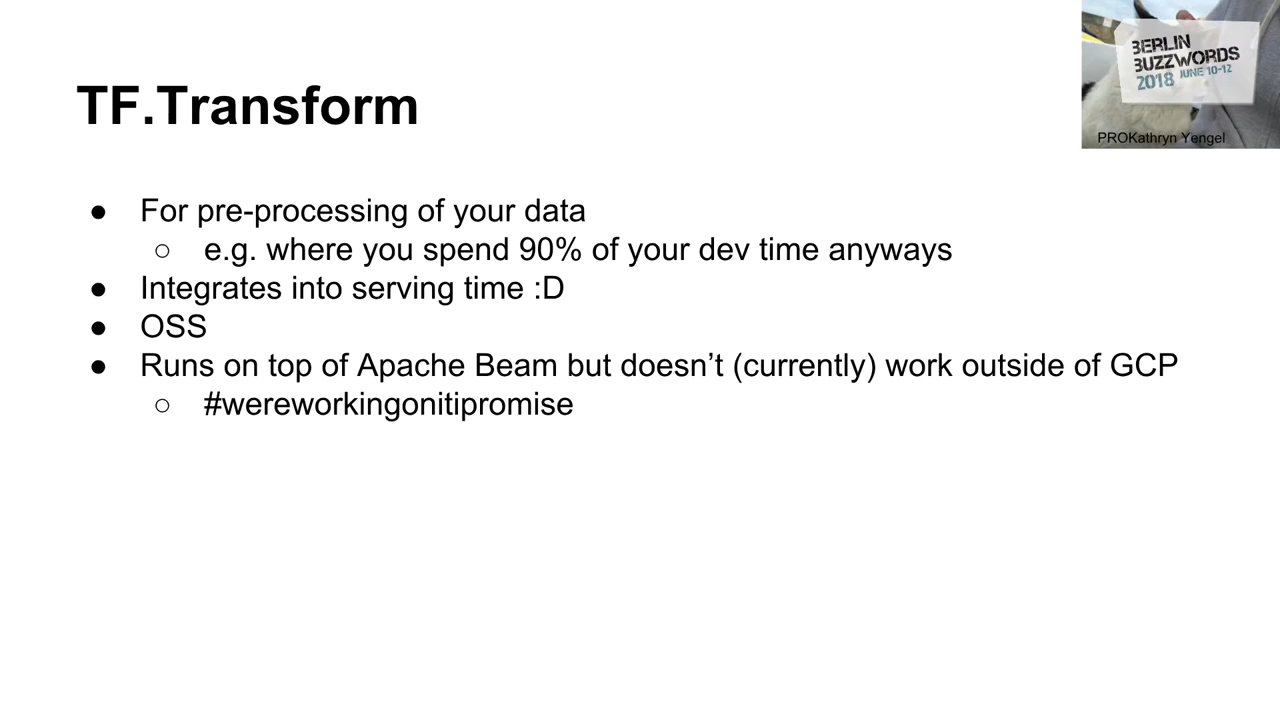 BERLIN
BUZZWORDS
2018 JUNE 10-12
PROKathryn Yengel
TF.Transform
● For pre-processing of your data
○ e.g. where you spend 90% of your dev time anyways
● Integrates into serving time :D
● OSS
● Runs on top of Apache Beam but doesn’t (currently) work outside of GCP
○ #wereworkingonitipromise